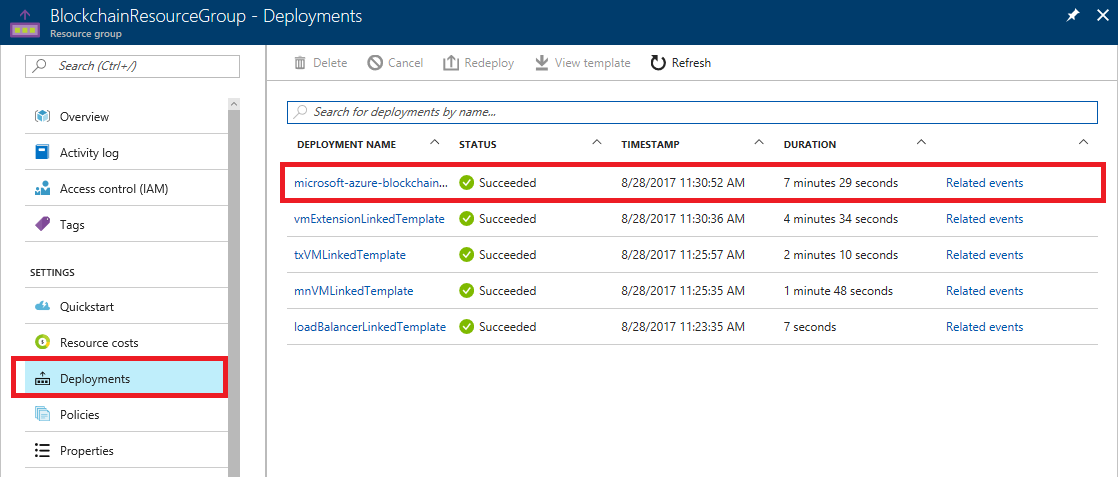 BlockchainResourceGroup - Deployments
Resource group
Search (Ctrl+/)
Overview
Activity log
Access control (IAM)
Tags
SETTINGS
Quickstart
Resource costs
Deployments
Policies
Properties
Delete Cancel Redeploy View template Refresh
Search for deployments by name...
DEPLOYMENT NAME STATUS TIMESTAMP DURATION
microsoft-azure-blockchain... Succeeded 8/28/2017 11:30:52 AM 7 minutes 29 seconds Related events
vmExtensionLinkedTemplate Succeeded 8/28/2017 11:30:36 AM 4 minutes 34 seconds Related events
txVMLinkedTemplate Succeeded 8/28/2017 11:25:57 AM 2 minutes 10 seconds Related events
mnVMLinkedTemplate Succeeded 8/28/2017 11:25:35 AM 1 minute 48 seconds Related events
loadBalancerLinkedTemplate Succeeded 8/28/2017 11:23:35 AM 7 seconds Related events